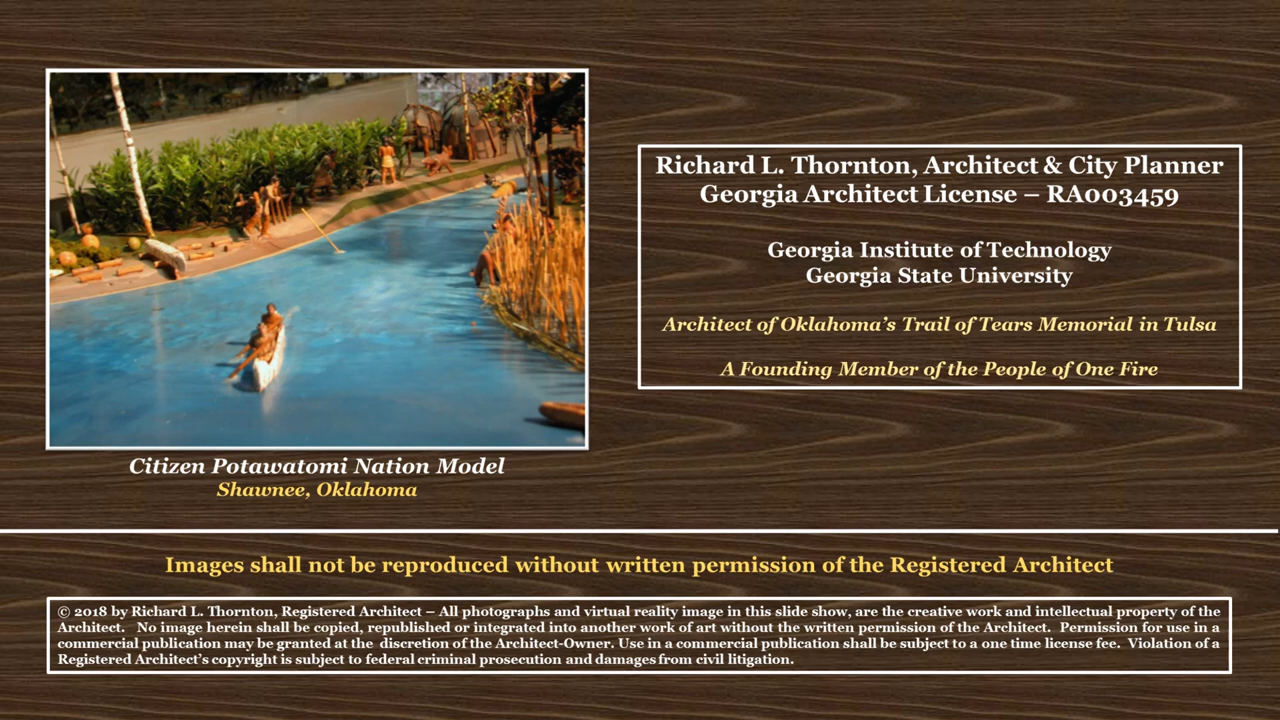 Richard L. Thornton, Architect & City Planner
Georgia Architect License – RA003459
Georgia Institute of Technology
Georgia State University
Architect of Oklahoma's Trail of Tears Memorial in Tulsa
A Founding Member of the People of One Fire
Citizen Potawatomi Nation Model
Shawnee, Oklahoma
Images shall not be reproduced without written permission of the Registered Architect
© 2018 by Richard L. Thornton, Registered Architect – All photographs and virtual reality image in this slide show, are the creative work and intellectual property of the
Architect.   No image herein shall be copied, republished or integrated into another work of art without the written permission of the Architect.  Permission for use in a
commercial publication may be granted at the  discretion of the Architect-Owner. Use in a commercial publication shall be subject to a one time license fee.  Violation of a
Registered Architect's copyright is subject to federal criminal prosecution and damages from civil litigation.